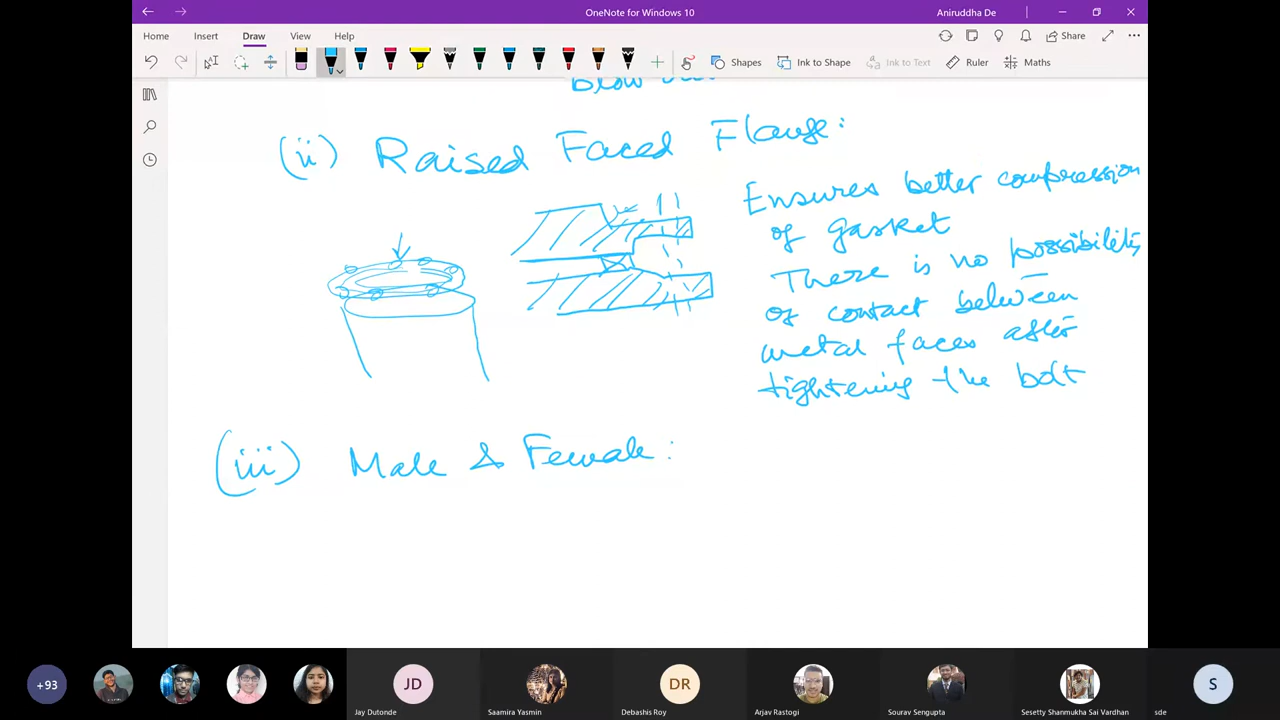 OneNote for Windows 10
Aniruddha De
Home Insert Draw View Help
Share
Shapes Ink to Shape Ink to Text Ruler Maths
Blow
(ii) Raised Faced Flange:
Ensures better compression
of gasket
There is no possibility
of contact between
metal faces after
tightening the bolt
(iii) Male & Female:
+93
JD
DR
S
Jay Dutonde
Saamira Yasmin
Debashis Roy
Arjav Rastogi
Sourav Sengupta
Sesetty Shanmukha Sai Vardhan
sde